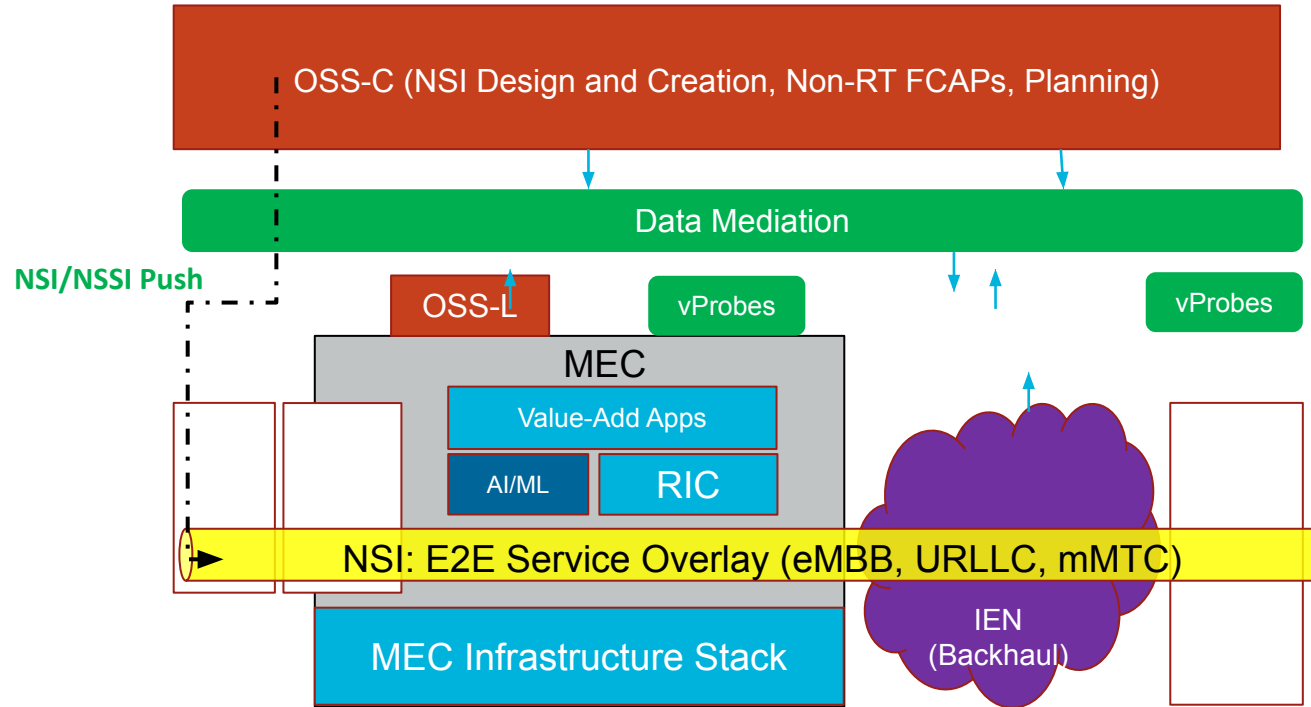 OSS-C (NSI Design and Creation, Non-RT FCAPs, Planning)
Data Mediation
NSI/NSSI Push
OSS-L
vProbes
vProbes
MEC
Value-Add Apps
AI/ML
RIC
NSI: E2E Service Overlay (eMBB, URLLC, mMTC)
IEN
(Backhaul)
MEC Infrastructure Stack